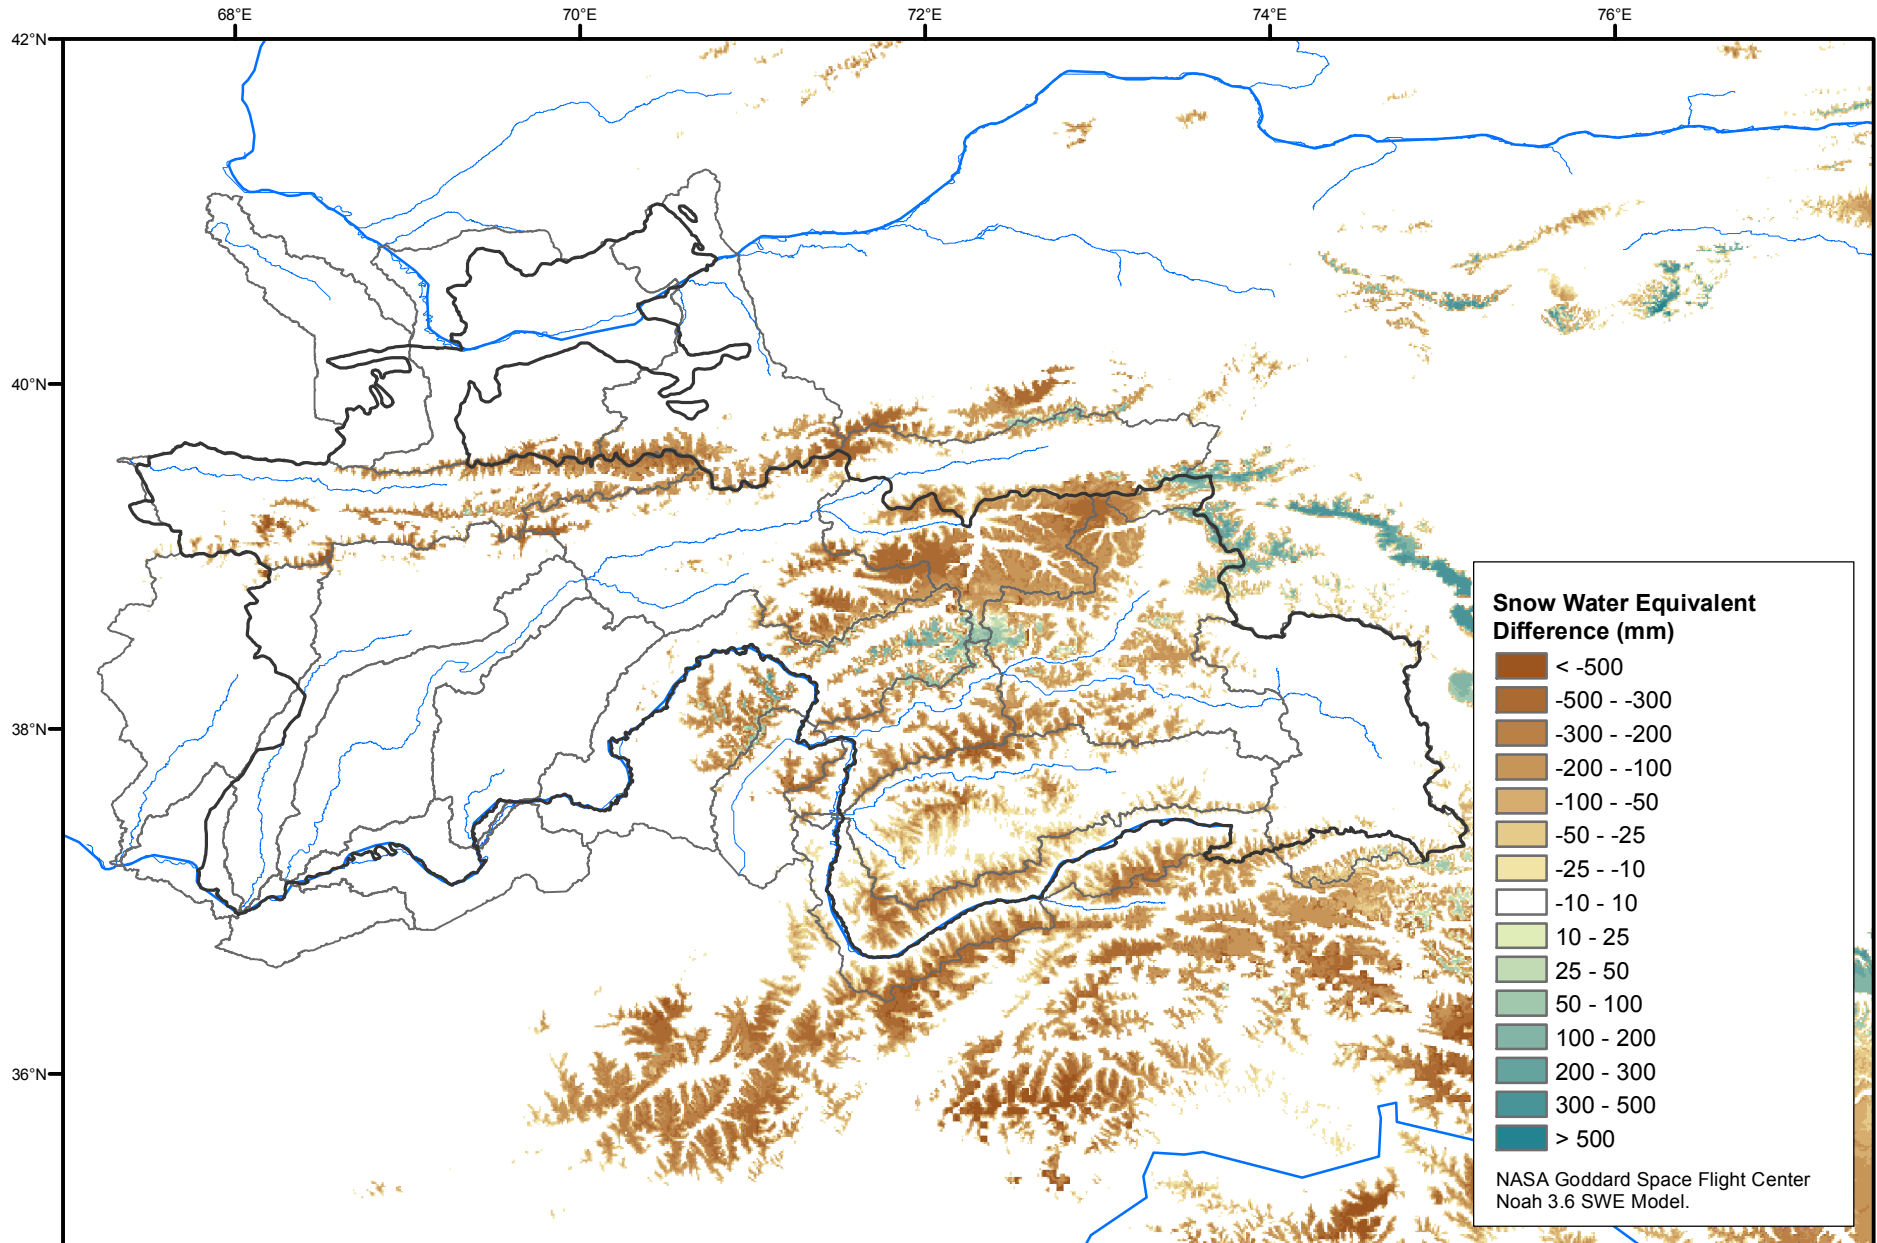 68°E
70°E
72°E
74°E
76°E
42°N
40°N
38°N
36°N
Snow Water Equivalent
Difference (mm)
< -500
-500 - -300
-300 - -200
-200 - -100
-100 - -50
-50 - -25
-25 - -10
-10 - 10
10 - 25
25 - 50
50 - 100
100 - 200
200 - 300
300 - 500
> 500
NASA Goddard Space Flight Center
Noah 3.6 SWE Model.